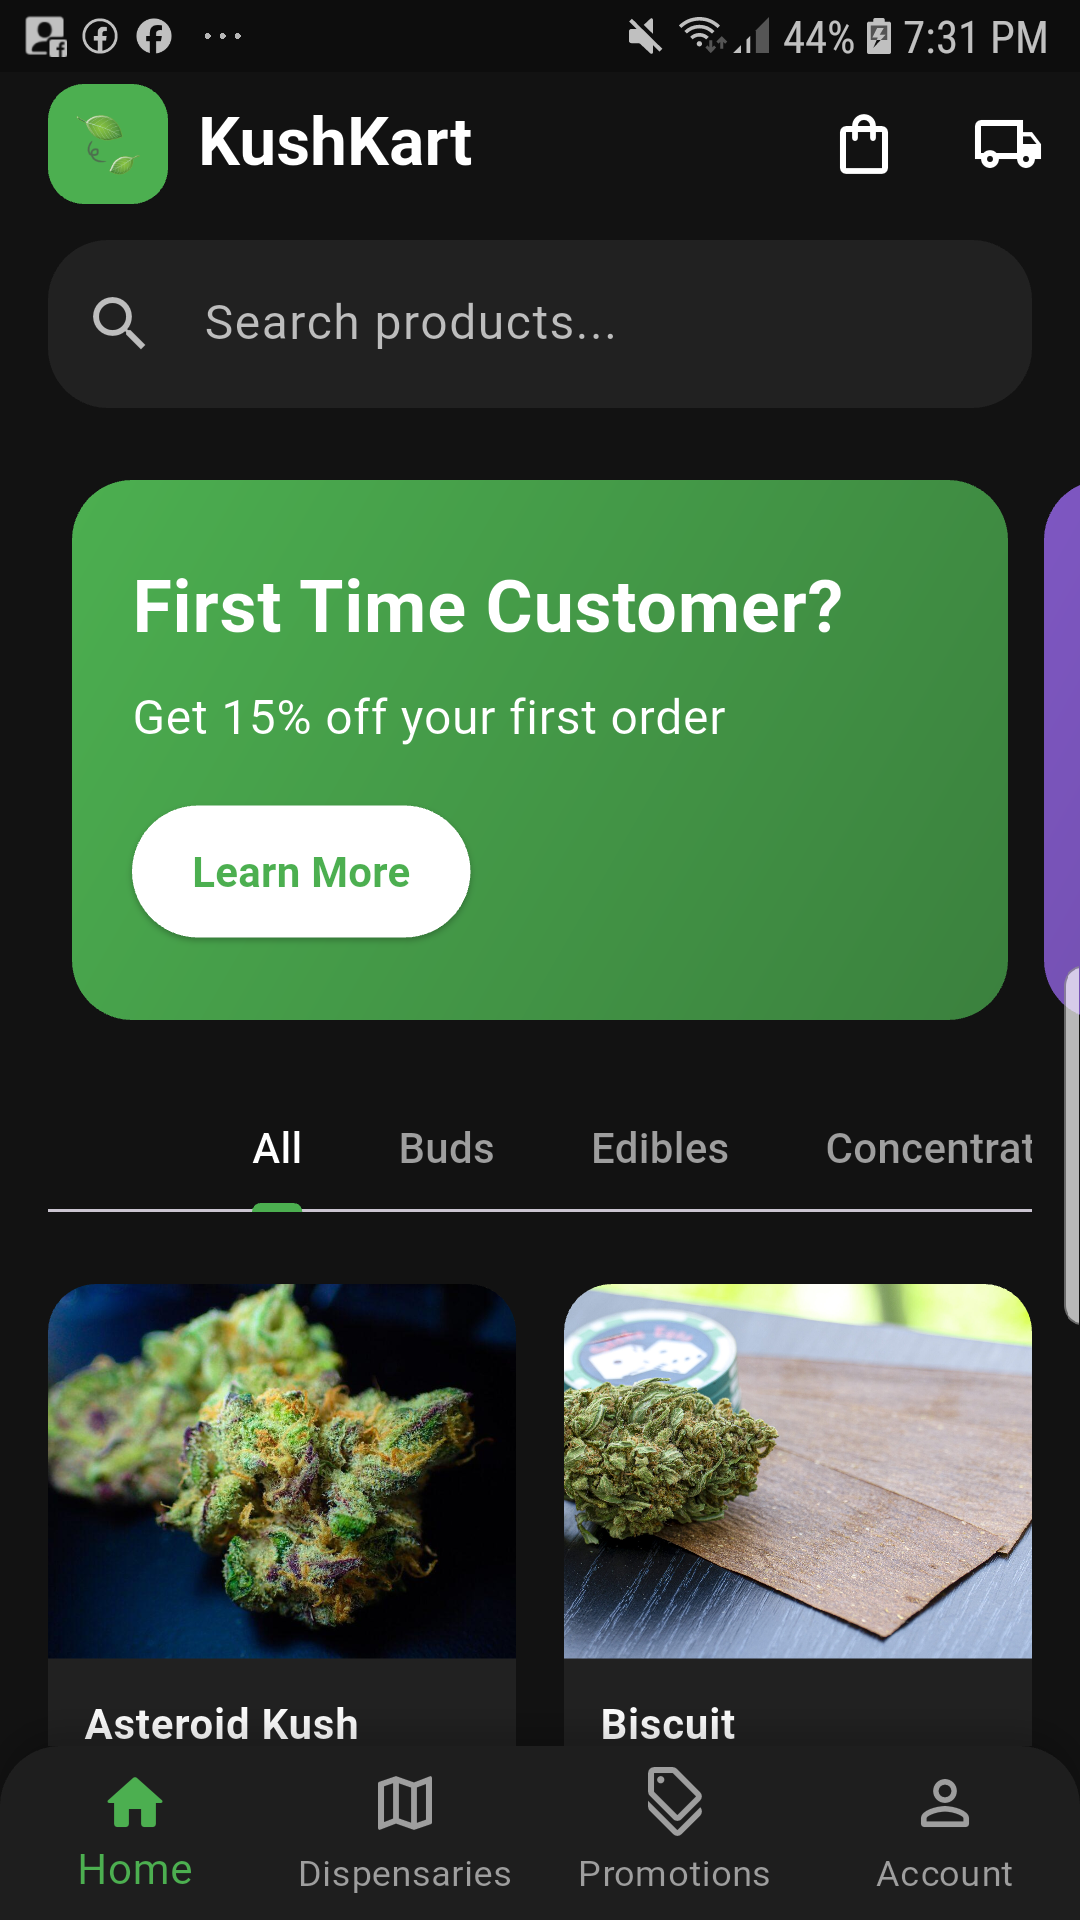 44% 7:31 PM
KushKart
Search products...
First Time Customer?
Get 15% off your first order
Learn More
All Buds Edibles Concentrat
Asteroid Kush Biscuit
Home Dispensaries Promotions Account